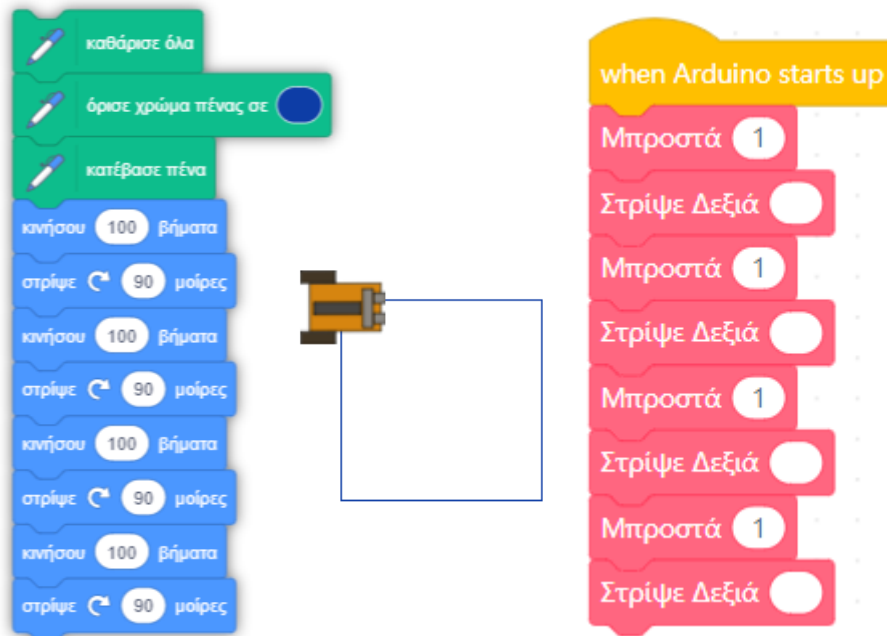 καθάρισε όλα
όρισε χρώμα πένας σε
κατέβασε πένα
κινήσου 100 βήματα
στρίψε 90 μοίρες
κινήσου 100 βήματα
στρίψε 90 μοίρες
κινήσου 100 βήματα
στρίψε 90 μοίρες
κινήσου 100 βήματα
στρίψε 90 μοίρες
when Arduino starts up
Μπροστά 1
Στρίψε Δεξιά
Μπροστά 1
Στρίψε Δεξιά
Μπροστά 1
Στρίψε Δεξιά
Μπροστά 1
Στρίψε Δεξιά